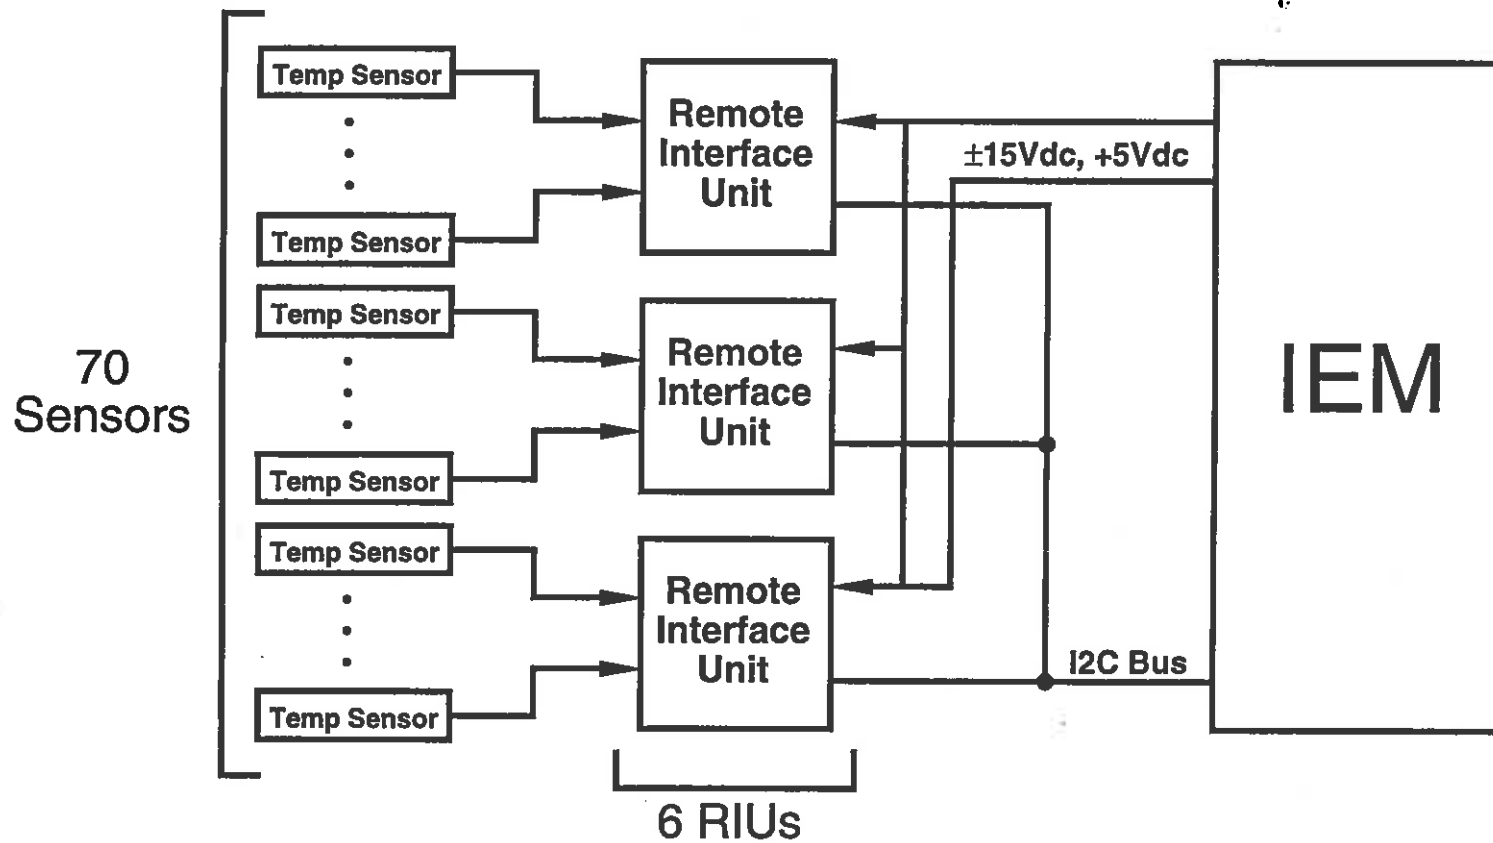 70
Sensors
Temp Sensor
Temp Sensor
Temp Sensor
Temp Sensor
Temp Sensor
Temp Sensor
Remote
Interface
Unit
Remote
Interface
Unit
Remote
Interface
Unit
6 RIUs
±15Vdc, +5Vdc
I2C Bus
IEM